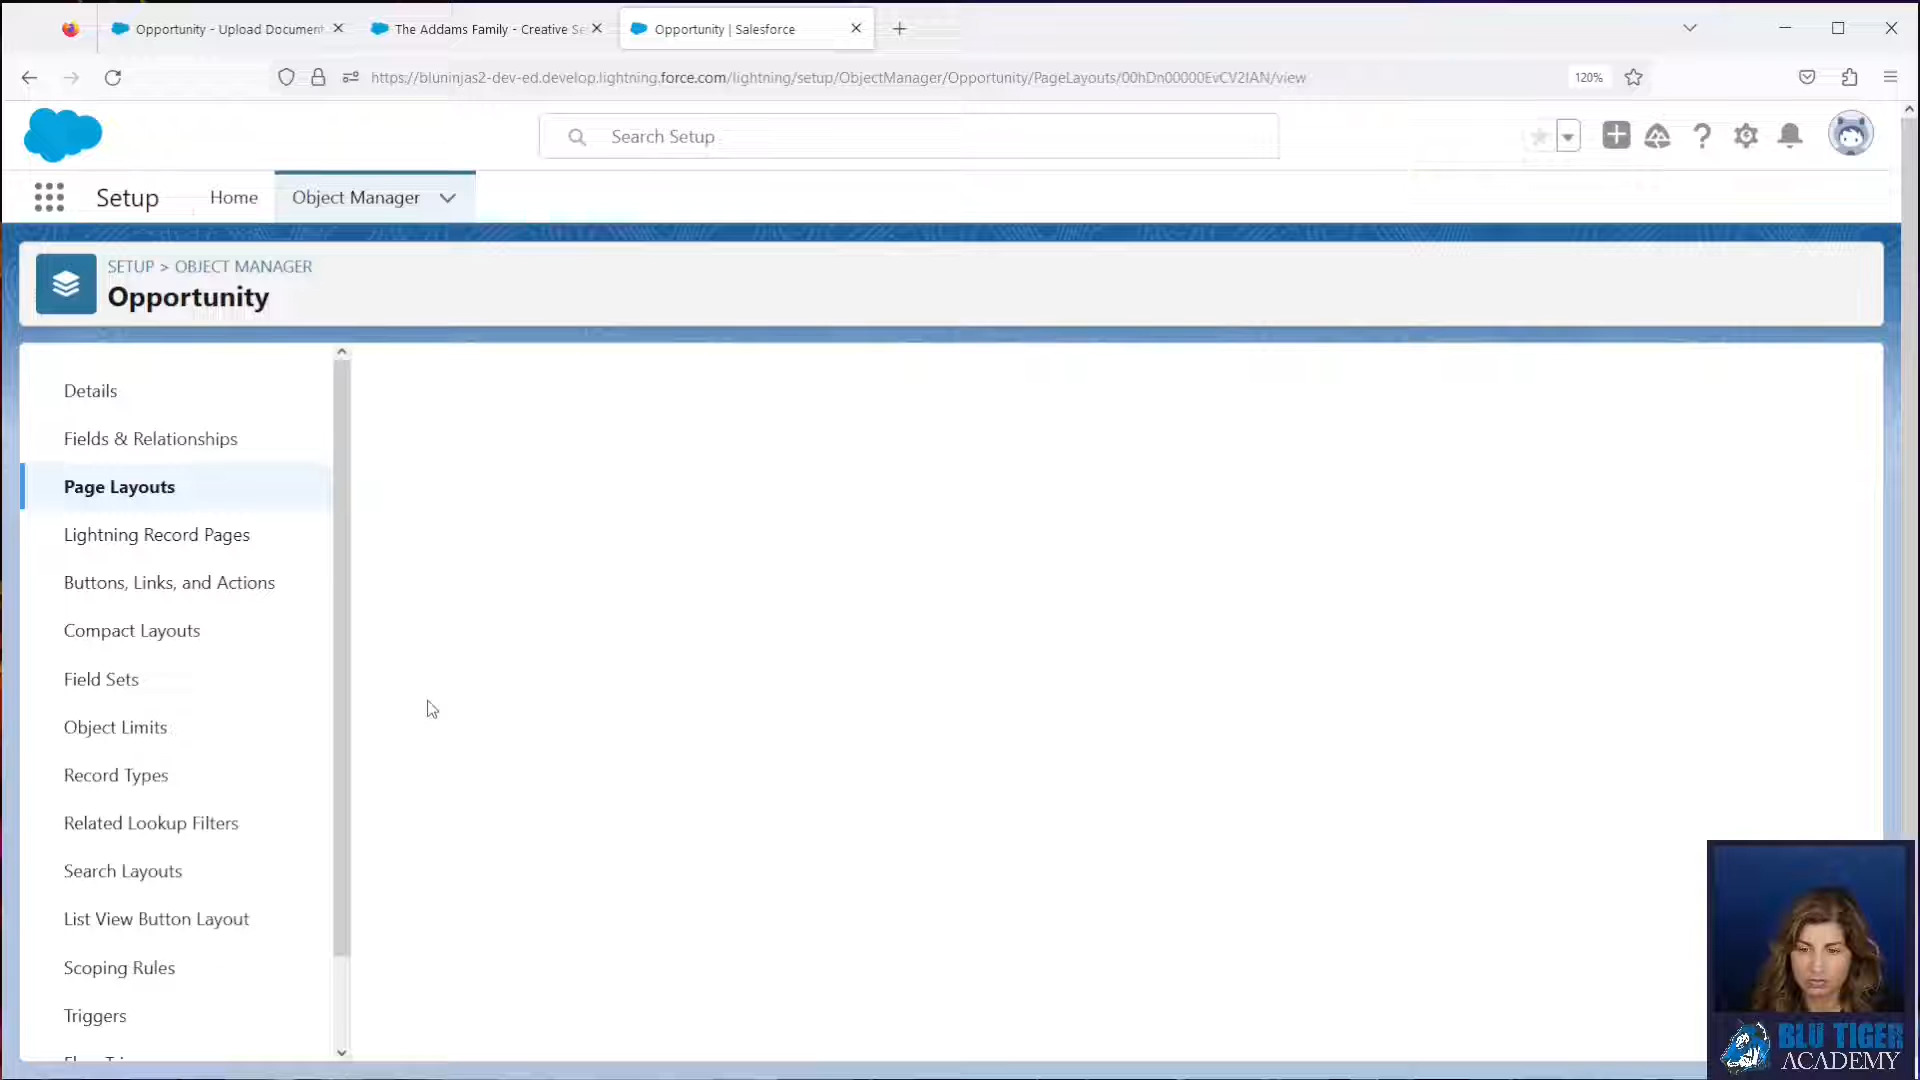 Opportunity - Upload Document
The Addams Family - Creative Se
Opportunity | Salesforce
https://bluninjas2-dev-ed.develop.lightning.force.com/lightning/setup/ObjectManager/Opportunity/PageLayouts/00hDn00000EvCV2IAN/view
120%
Search Setup
Setup
Home
Object Manager
SETUP > OBJECT MANAGER
Opportunity
Details
Fields & Relationships
Page Layouts
Lightning Record Pages
Buttons, Links, and Actions
Compact Layouts
Field Sets
Object Limits
Record Types
Related Lookup Filters
Search Layouts
List View Button Layout
Scoping Rules
Triggers
BLU TIGER
ACADEMY